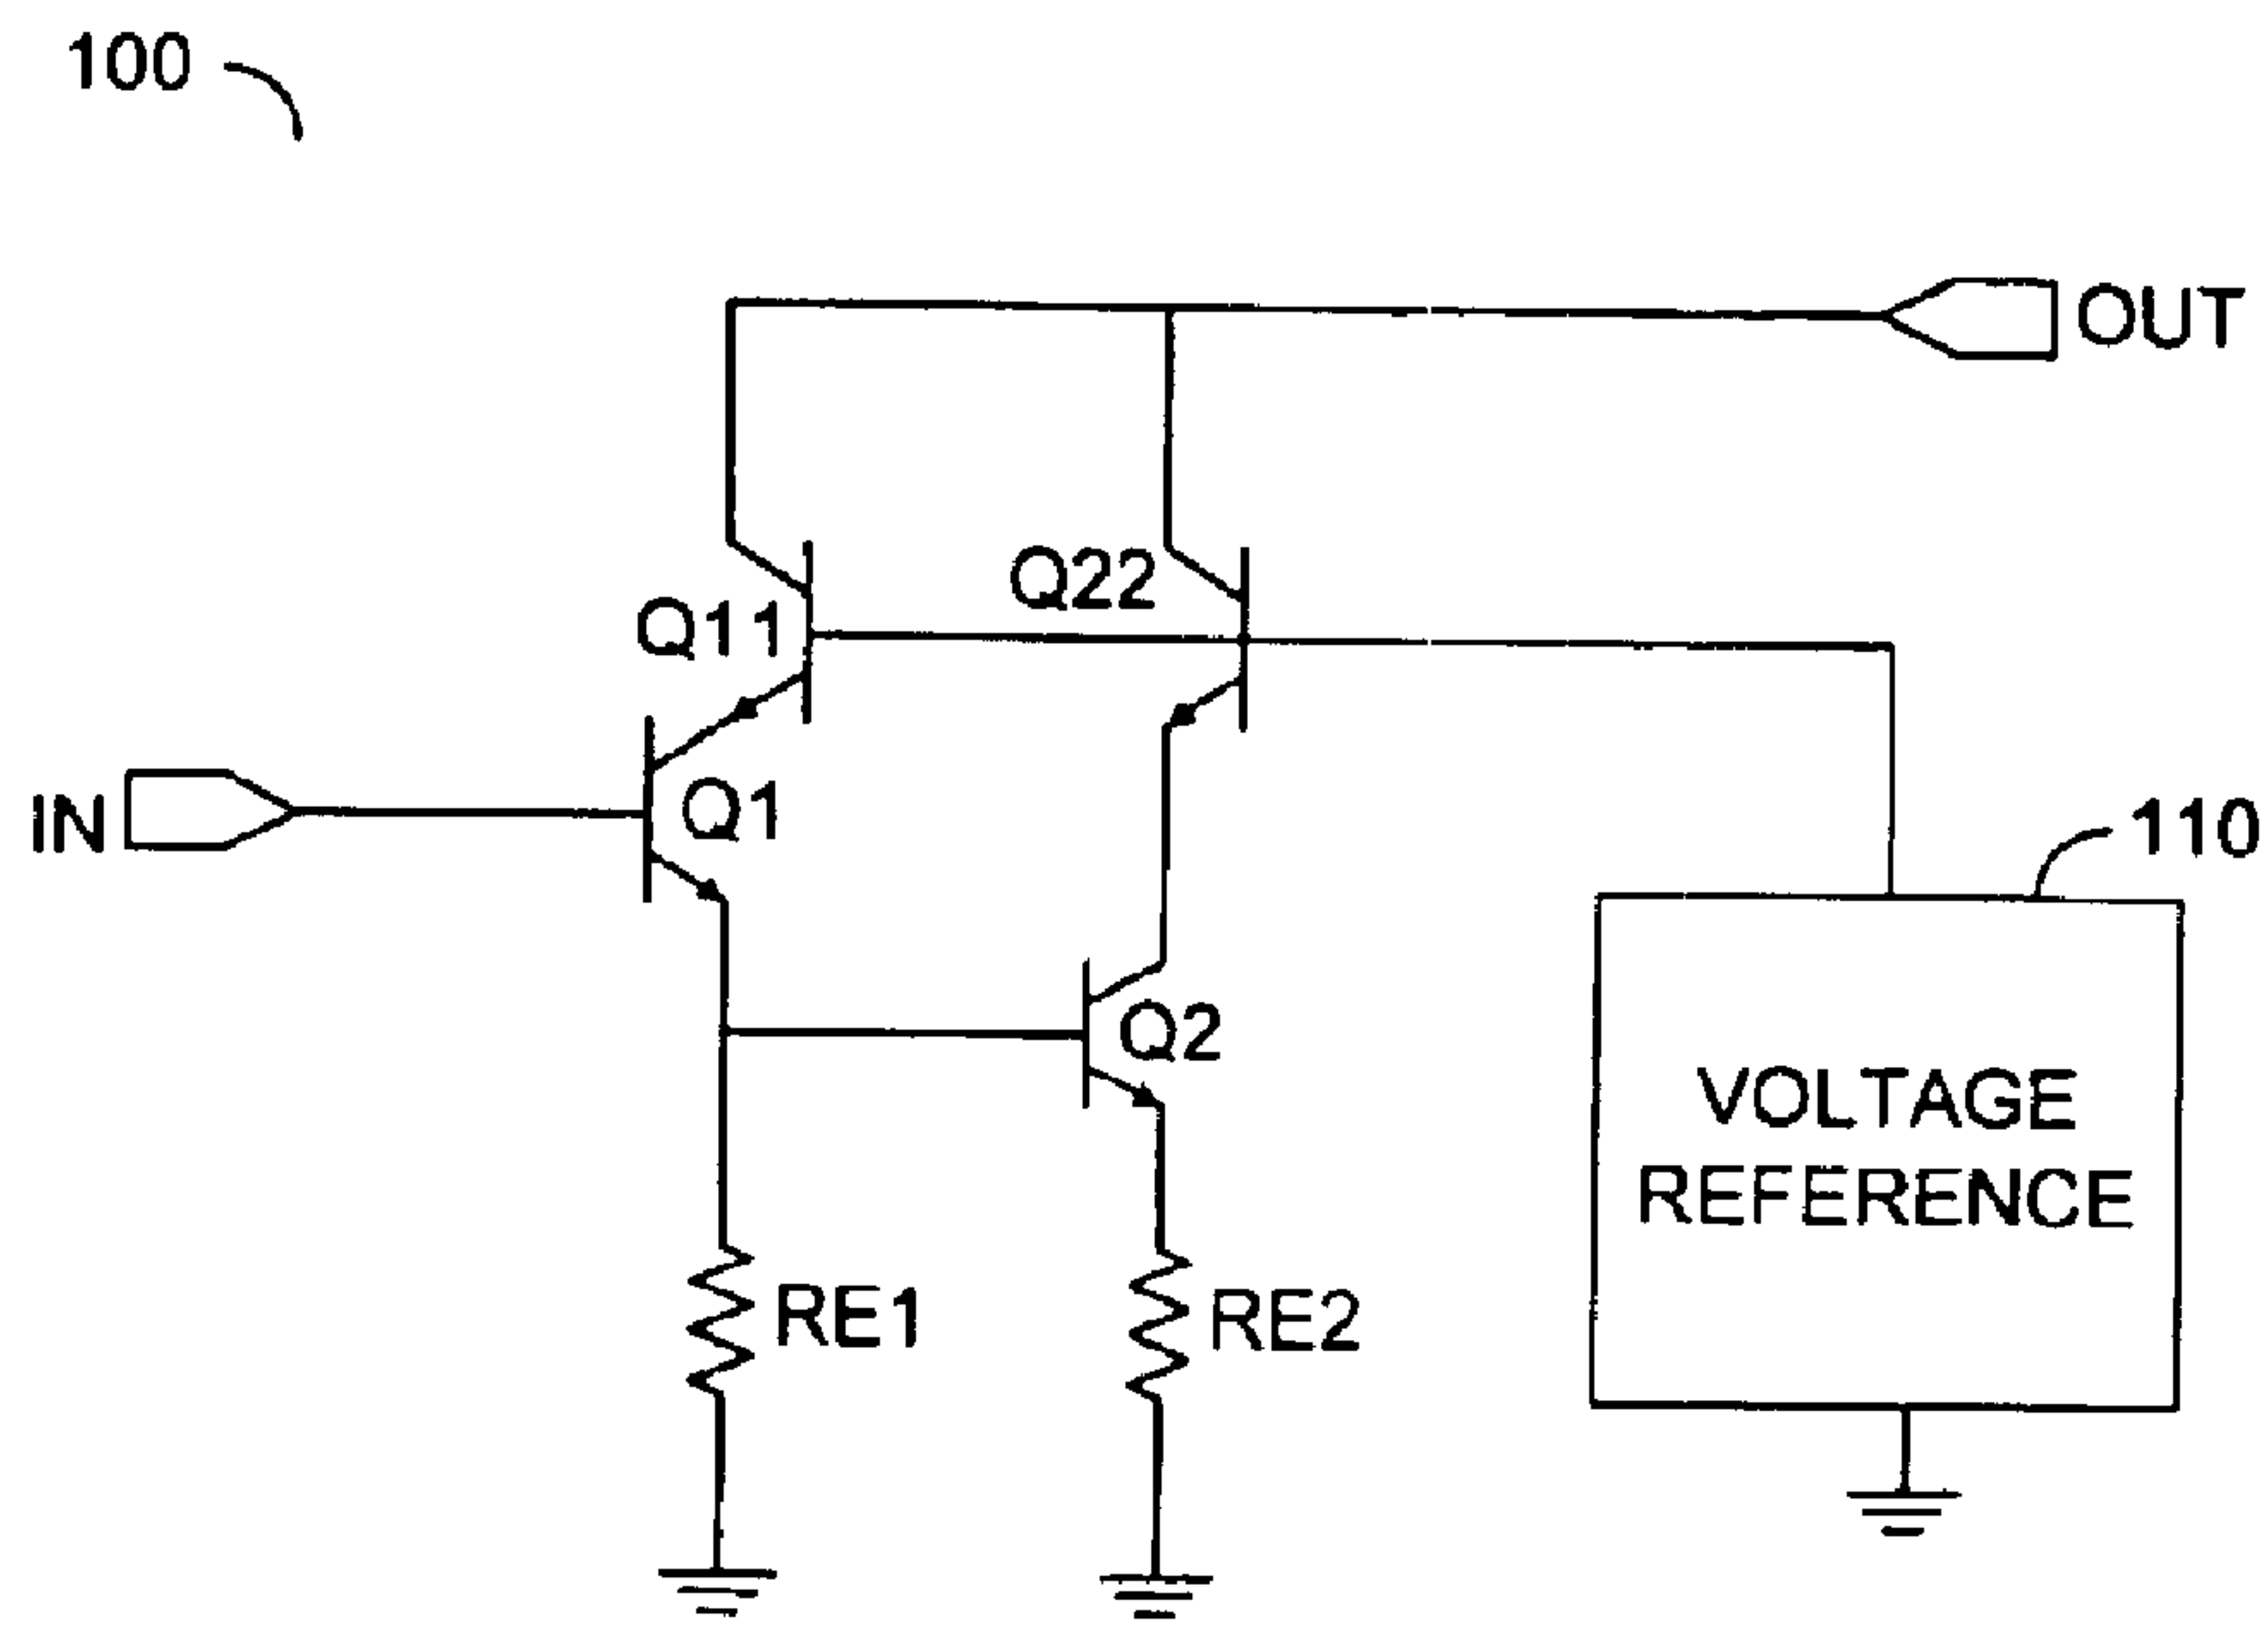 100
OUT
Q22
Q11
Q1
IN
110
Q2
VOLTAGE
REFERENCE
RE1
RE2